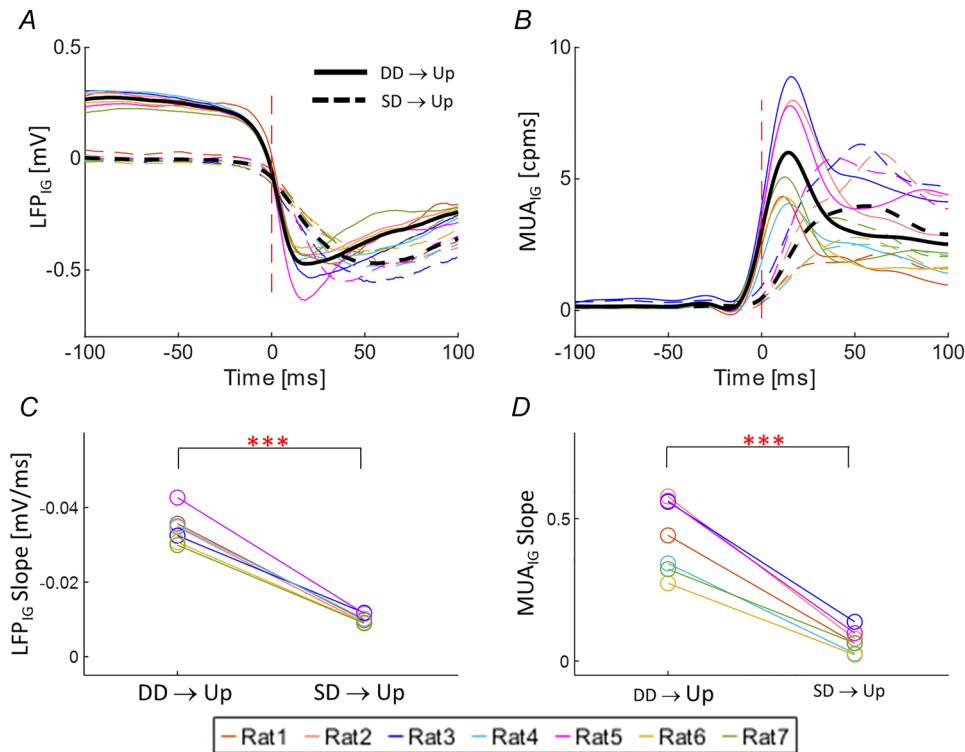 A
B
0.5
0
-0.5
LFP_IG [mV]
DD → Up
SD → Up
-100
-50
0
50
100
Time [ms]
10
5
0
MUA_IG [cpms]
-100
-50
0
50
100
Time [ms]
C
D
***
-0.04
-0.02
0
LFP_IG Slope [mV/ms]
DD → Up
SD → Up
***
0.5
0
MUA_IG Slope
DD → Up
SD → Up
Rat1 Rat2 Rat3 Rat4 Rat5 Rat6 Rat7